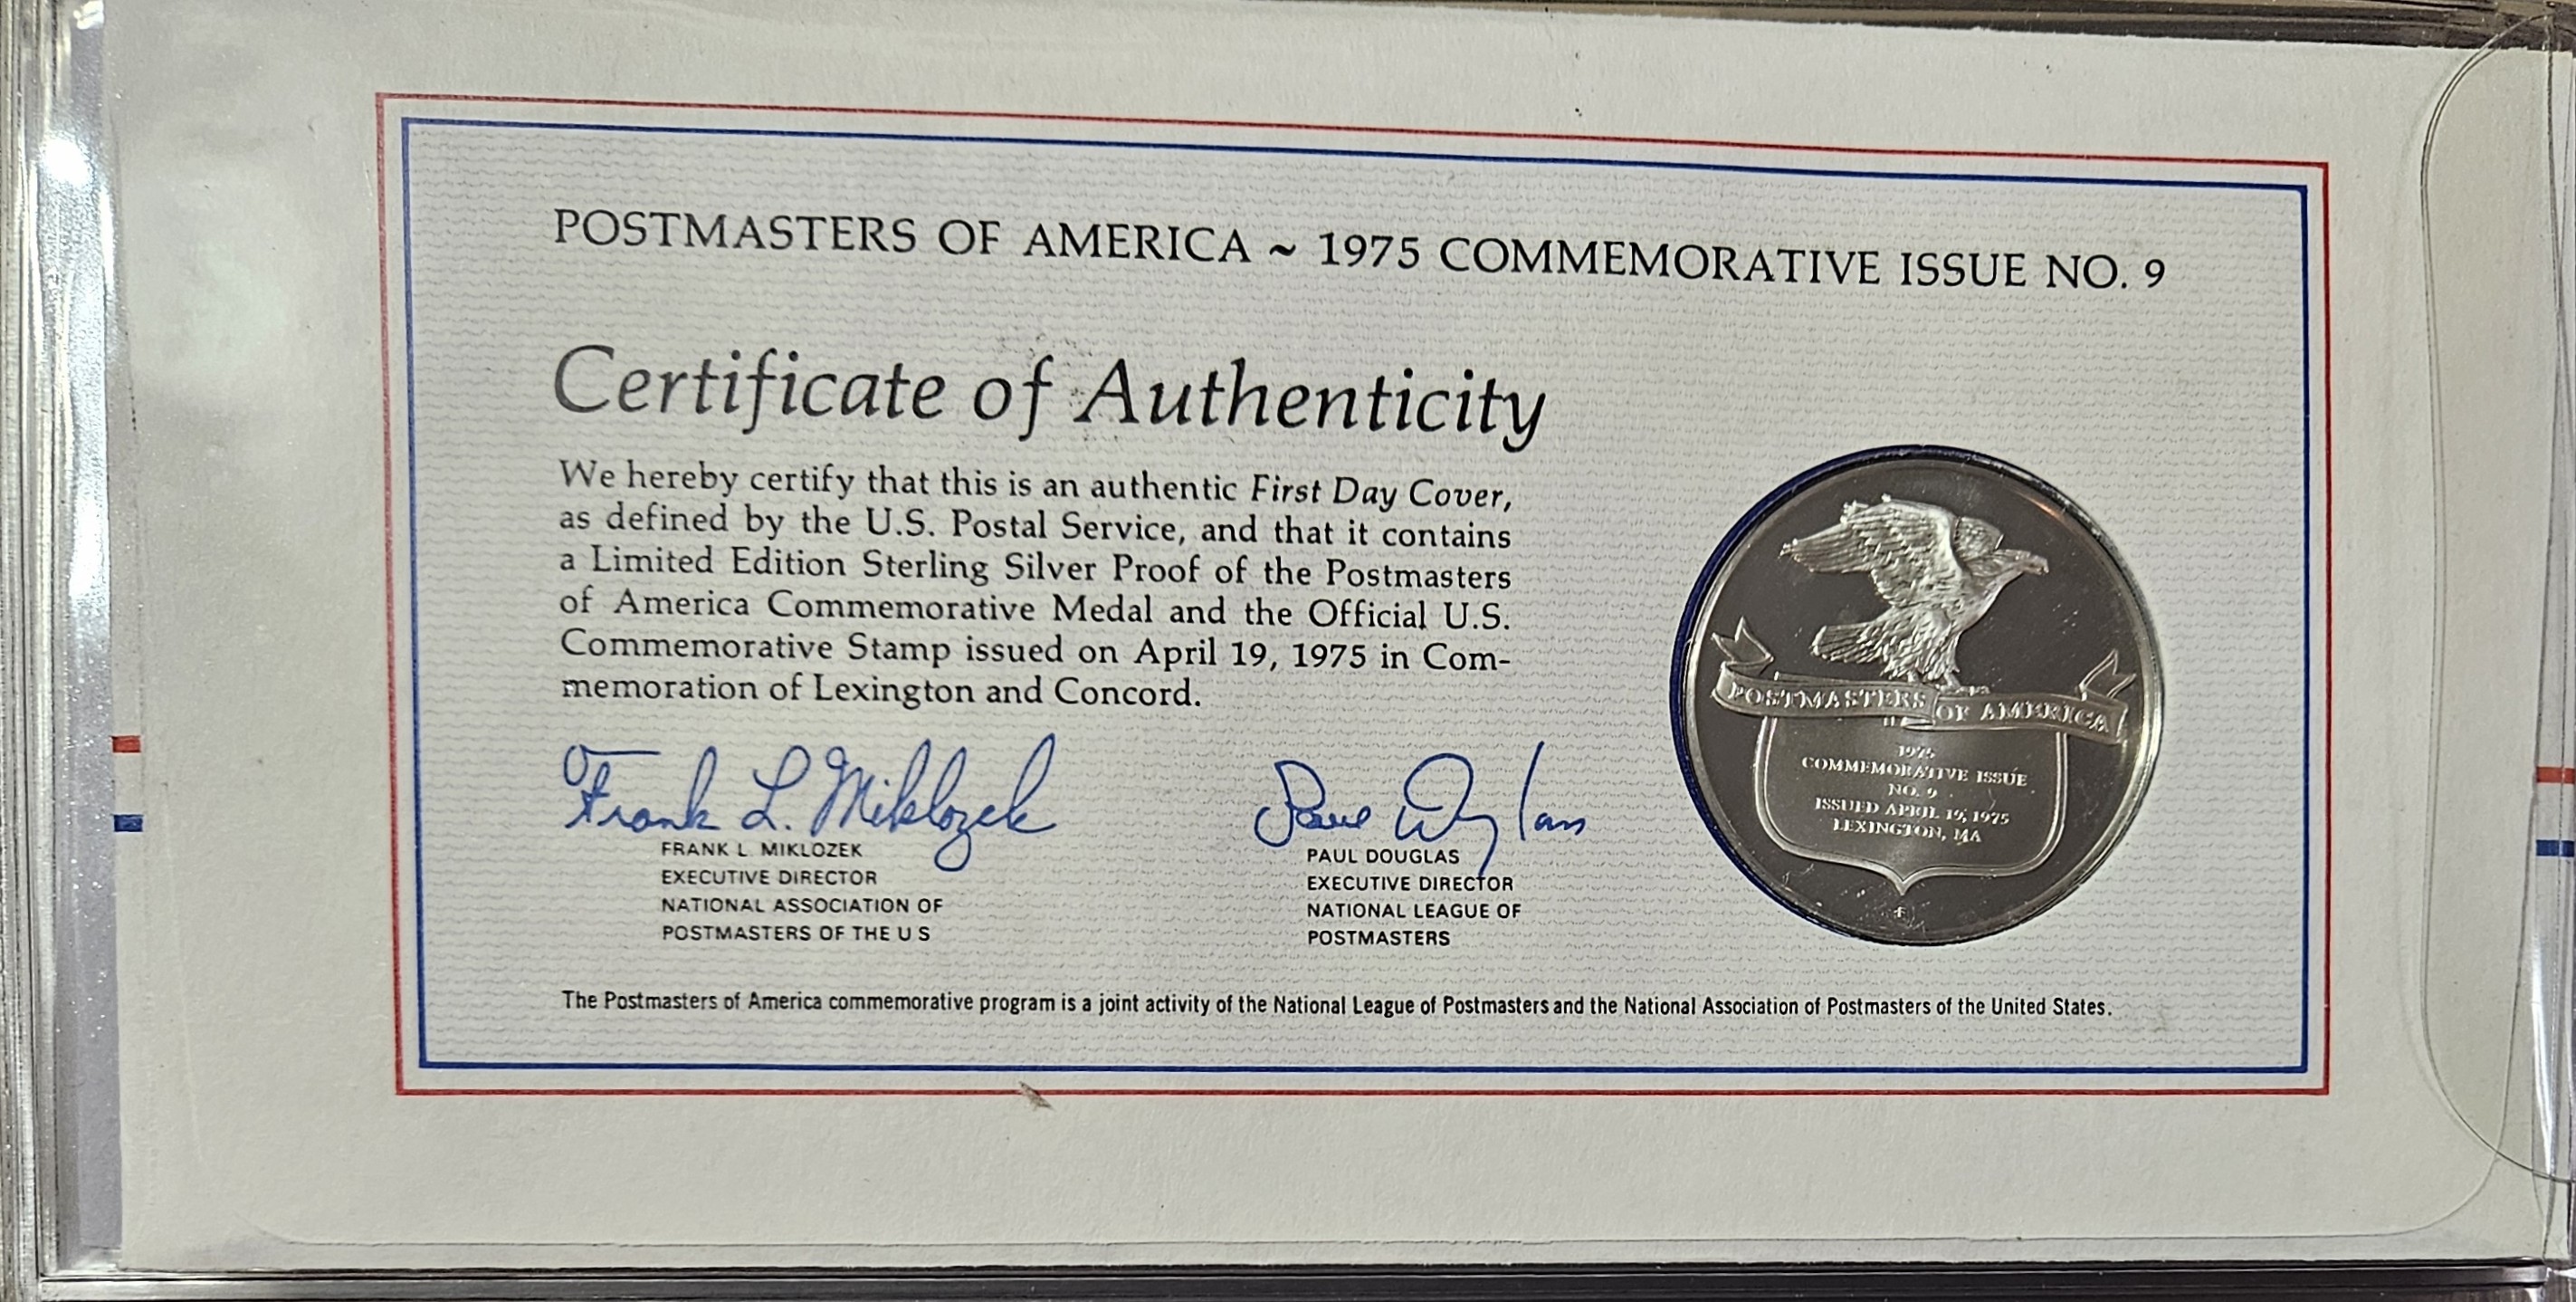 POSTMASTERS OF AMERICA ~ 1975 COMMEMORATIVE ISSUE NO. 9
Certificate of Authenticity
We hereby certify that this is an authentic First Day Cover,
as defined by the U.S. Postal Service, and that it contains
a Limited Edition Sterling Silver Proof of the Postmasters
of America Commemorative Medal and the Official U.S.
Commemorative Stamp issued on April 19, 1975 in Com-
memoration of Lexington and Concord.
Frank L. Miklozek
FRANK L. MIKLOZEK
EXECUTIVE DIRECTOR
NATIONAL ASSOCIATION OF
POSTMASTERS OF THE U S
Paul Douglas
PAUL DOUGLAS
EXECUTIVE DIRECTOR
NATIONAL LEAGUE OF
POSTMASTERS
POSTMASTERS OF AMERICA
1975
COMMEMORATIVE ISSUE
NO. 9
ISSUED APRIL 19, 1975
LEXINGTON, MA
The Postmasters of America commemorative program is a joint activity of the National League of Postmasters and the National Association of Postmasters of the United States.